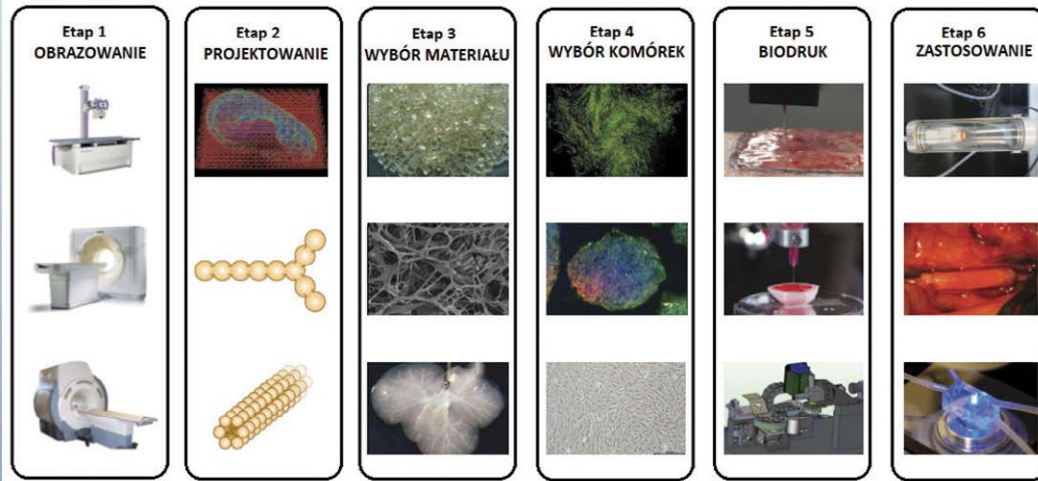 Etap 1
OBRAZOWANIE
Etap 2
PROJEKTOWANIE
Etap 3
WYBÓR MATERIAŁU
Etap 4
WYBÓR KOMÓREK
Etap 5
BIODRUK
Etap 6
ZASTOSOWANIE